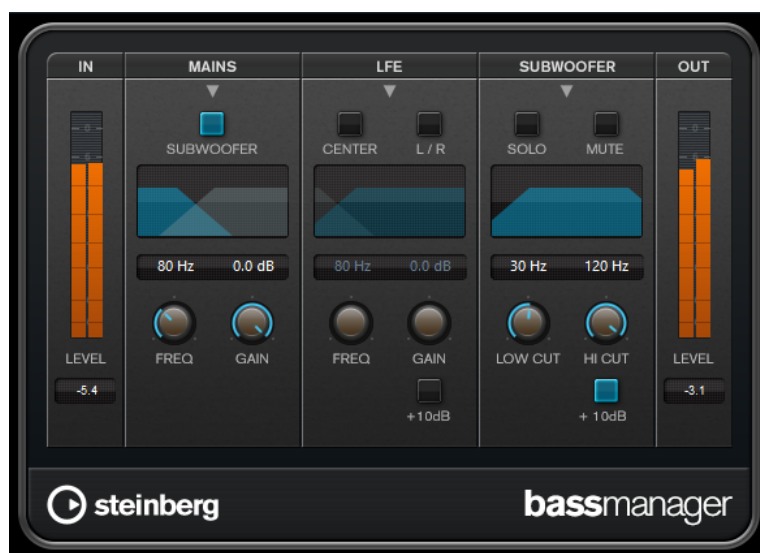 IN MAINS LFE SUBWOOFER OUT
SUBWOOFER CENTER L / R SOLO MUTE
80 Hz 0.0 dB 80 Hz 0.0 dB 30 Hz 120 Hz
LEVEL FREQ GAIN FREQ GAIN LOW CUT HI CUT LEVEL
-5.4 -3.1
+10dB + 10dB
steinberg bassmanager